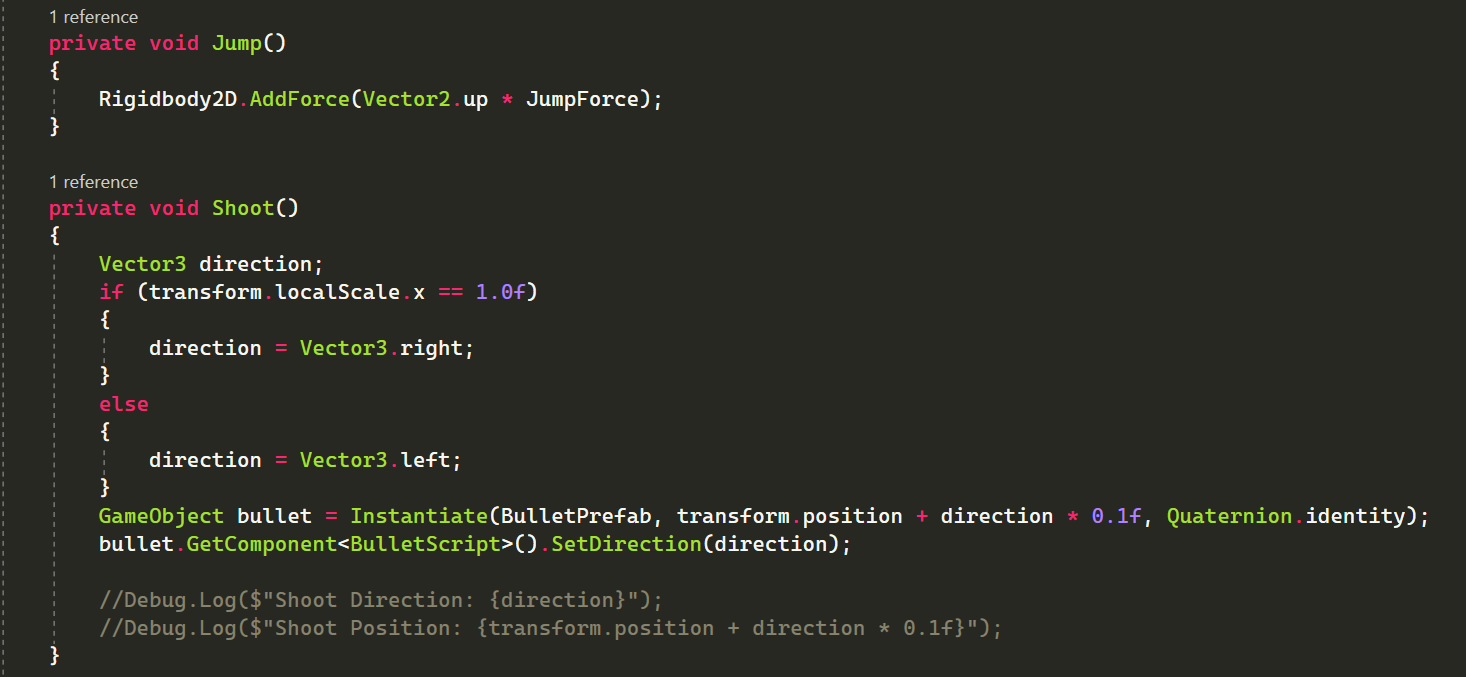 1 reference
private void Jump()
{
    Rigidbody2D.AddForce(Vector2.up * JumpForce);
}

1 reference
private void Shoot()
{
    Vector3 direction;
    if (transform.localScale.x == 1.0f)
    {
        direction = Vector3.right;
    }
    else
    {
        direction = Vector3.left;
    }
    GameObject bullet = Instantiate(BulletPrefab, transform.position + direction * 0.1f, Quaternion.identity);
    bullet.GetComponent<BulletScript>().SetDirection(direction);

    //Debug.Log($"Shoot Direction: {direction}");
    //Debug.Log($"Shoot Position: {transform.position + direction * 0.1f}");
}